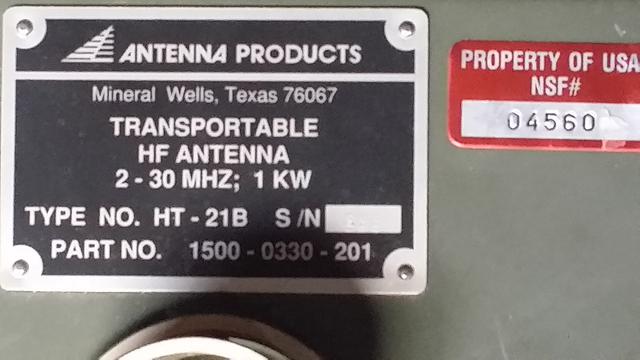 ANTENNA PRODUCTS
Mineral Wells, Texas 76067
TRANSPORTABLE
HF ANTENNA
2 - 30 MHZ; 1 KW
TYPE NO. HT - 21B S/N
PART NO. 1500 - 0330 - 201
PROPERTY OF USA
NSF#
04560